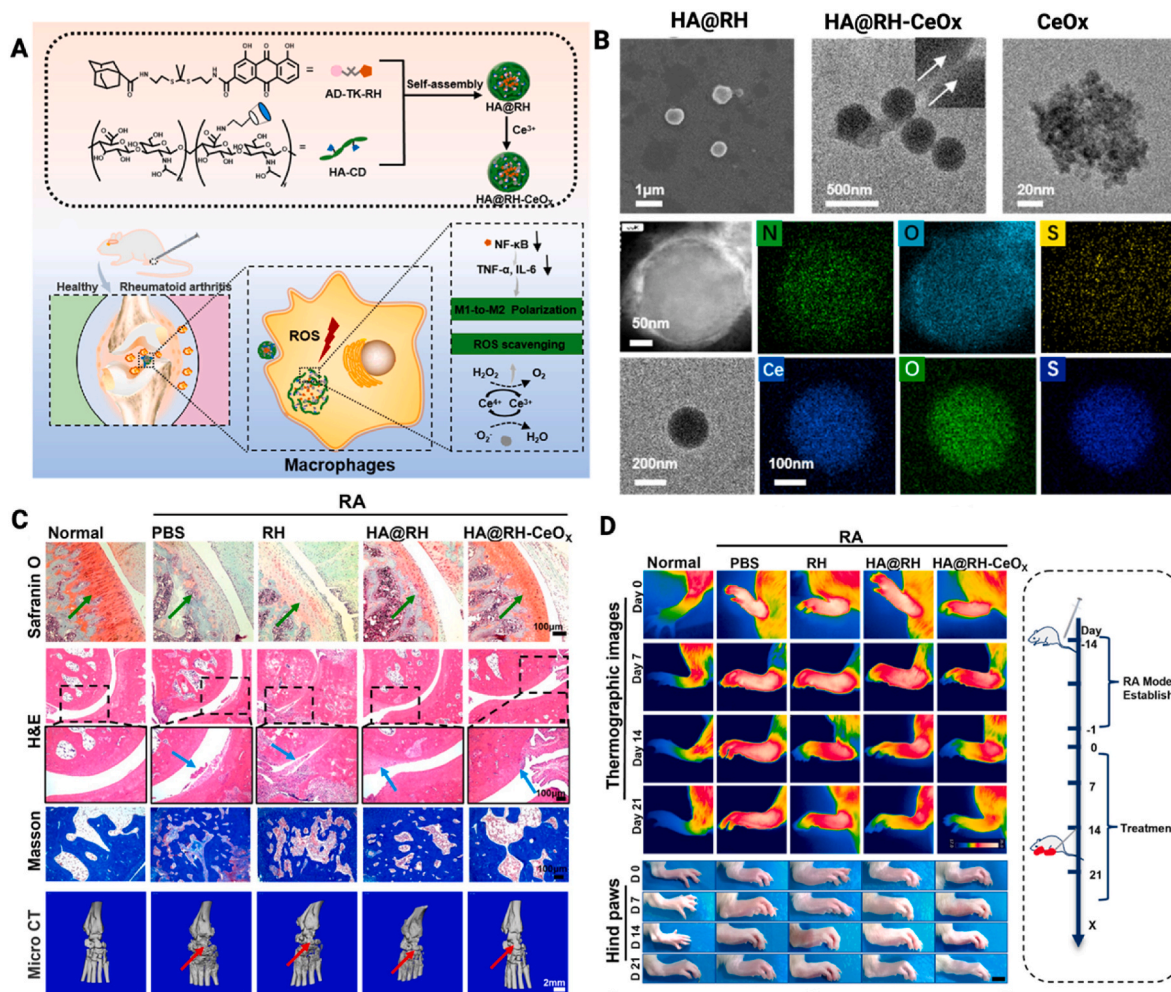 A
AD-TK-RH
Self-assembly
HA@RH
Ce3+
HA-CD
HA@RH-CeOx
Healthy
Rheumatoid arthritis
ROS
Macrophages
NF-κB
TNF-α, IL-6
M1-to-M2 Polarization
ROS scavenging
H2O2
O2
Ce4+
Ce3+
·O2-
H2O
B
HA@RH
HA@RH-CeOx
CeOx
1μm
500nm
20nm
50nm
N
O
S
200nm
100nm
Ce
O
S
C
RA
Normal
PBS
RH
HA@RH
HA@RH-CeOx
Safranin O
100μm
H&E
100μm
Masson
Micro CT
2mm
D
RA
Normal
PBS
RH
HA@RH
HA@RH-CeOx
Thermographic images
Day 0
Day 7
Day 14
Day 21
Hind paws
D 0
D 7
D 14
D 21
Day
-14
RA Mode
Establish
-1
0
7
14
Treatmen
21
X